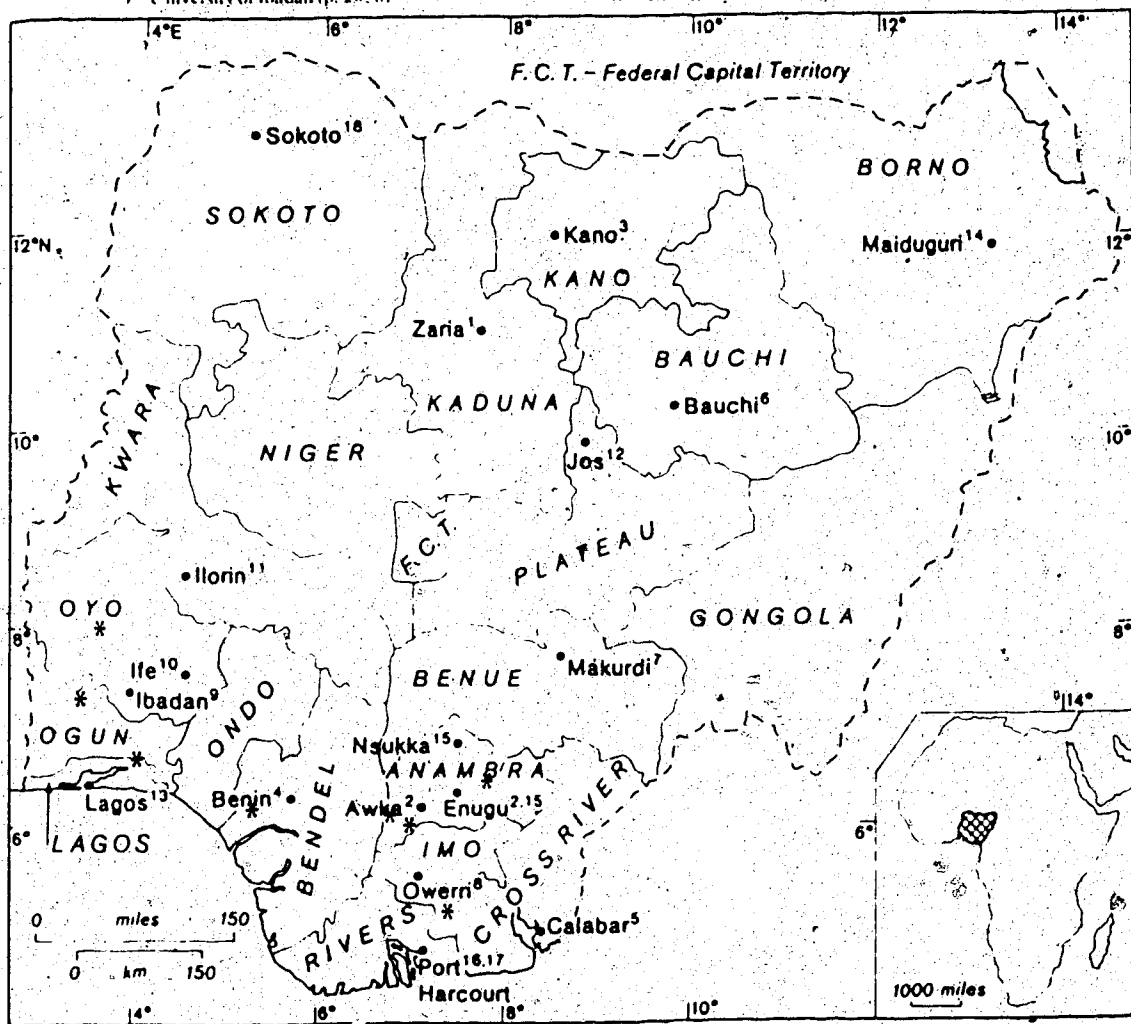 4°E 6° 8° 10° 12° 14°
F.C.T. - Federal Capital Territory
Sokoto18
BORNO
SOKOTO
Kano3
12°N
Maiduguri14
12°
KANO
Zaria1
BAUCHI
KADUNA
Bauchi6
KWARA
10°
NIGER
Jos12
10°
F.C.T.
PLATEAU
Ilorin11
OYO
*
GONGOLA
8°
8°
Ife10
BENUE
Makurdi7
*
Ibadan9
ONDO
14°
OGUN
Nsukka15
*
ANAMBRA
*
Lagos13
Benin4
*
BENDEL
Awka2
*
*
Enugu2,15
CROSS RIVER
6°
6°
LAGOS
IMO
Owerri8
*
0 miles 150
RIVERS
Calabar5
0 km 150
Port16,17
Harcourt
1000 miles
4° 6° 8° 10°